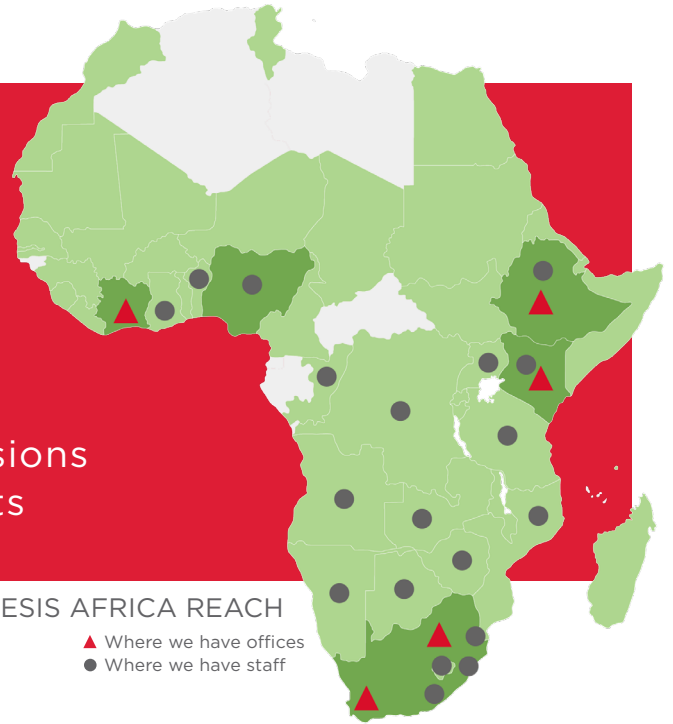 sions
ts
ESIS AFRICA REACH
Where we have offices
Where we have staff